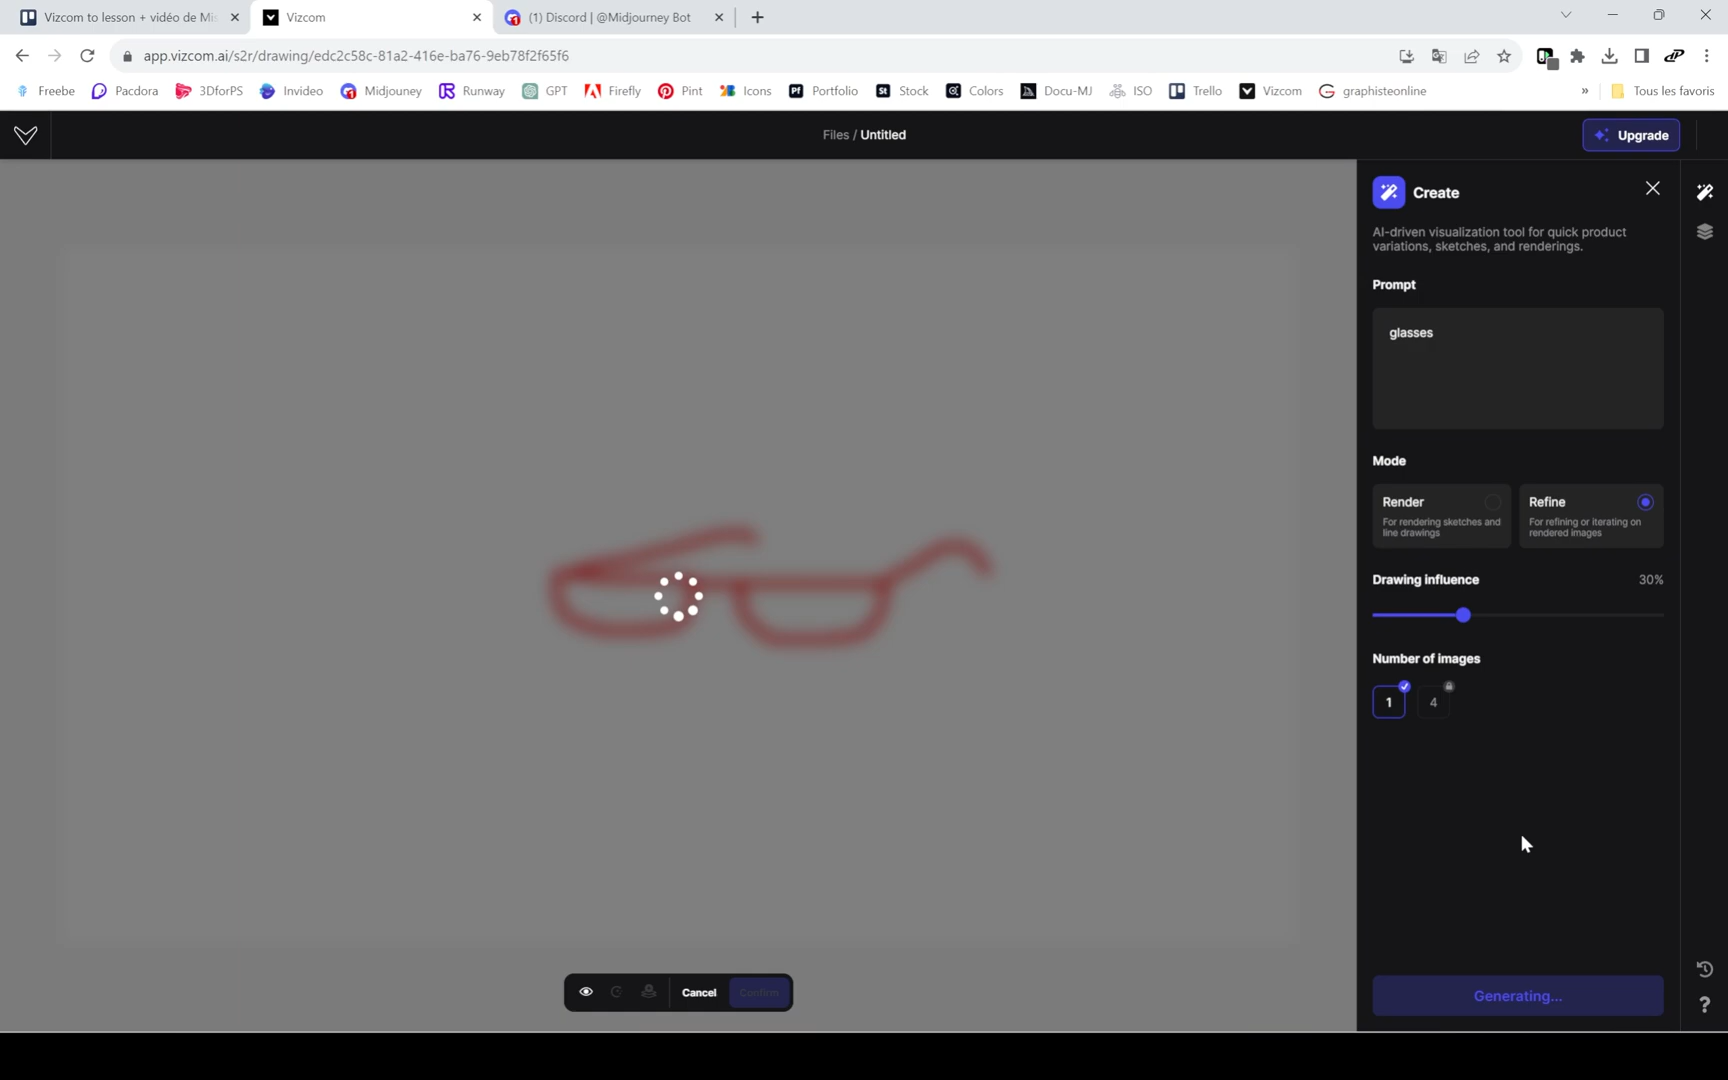 Vizcom to lesson + vidéo de Mi
Vizcom
(1) Discord | @Midjourney Bot
app.vizcom.ai/s2r/drawing/edc2c58c-81a2-416e-ba76-9eb78f2f65f6
Freebe
Pacdora
3DforPS
Invideo
Midjouney
Runway
GPT
Firefly
Pint
Icons
Portfolio
Stock
Colors
Docu-MJ
ISO
Trello
Vizcom
graphisteonline
»
Tous les favoris
Files / Untitled
Upgrade
Create
AI-driven visualization tool for quick product
variations, sketches, and renderings.
Prompt
glasses
Mode
Render
For rendering sketches and
line drawings
Refine
For refining or iterating on
rendered images
Drawing influence
30%
Number of images
1
4
Cancel
Confirm
Generating...